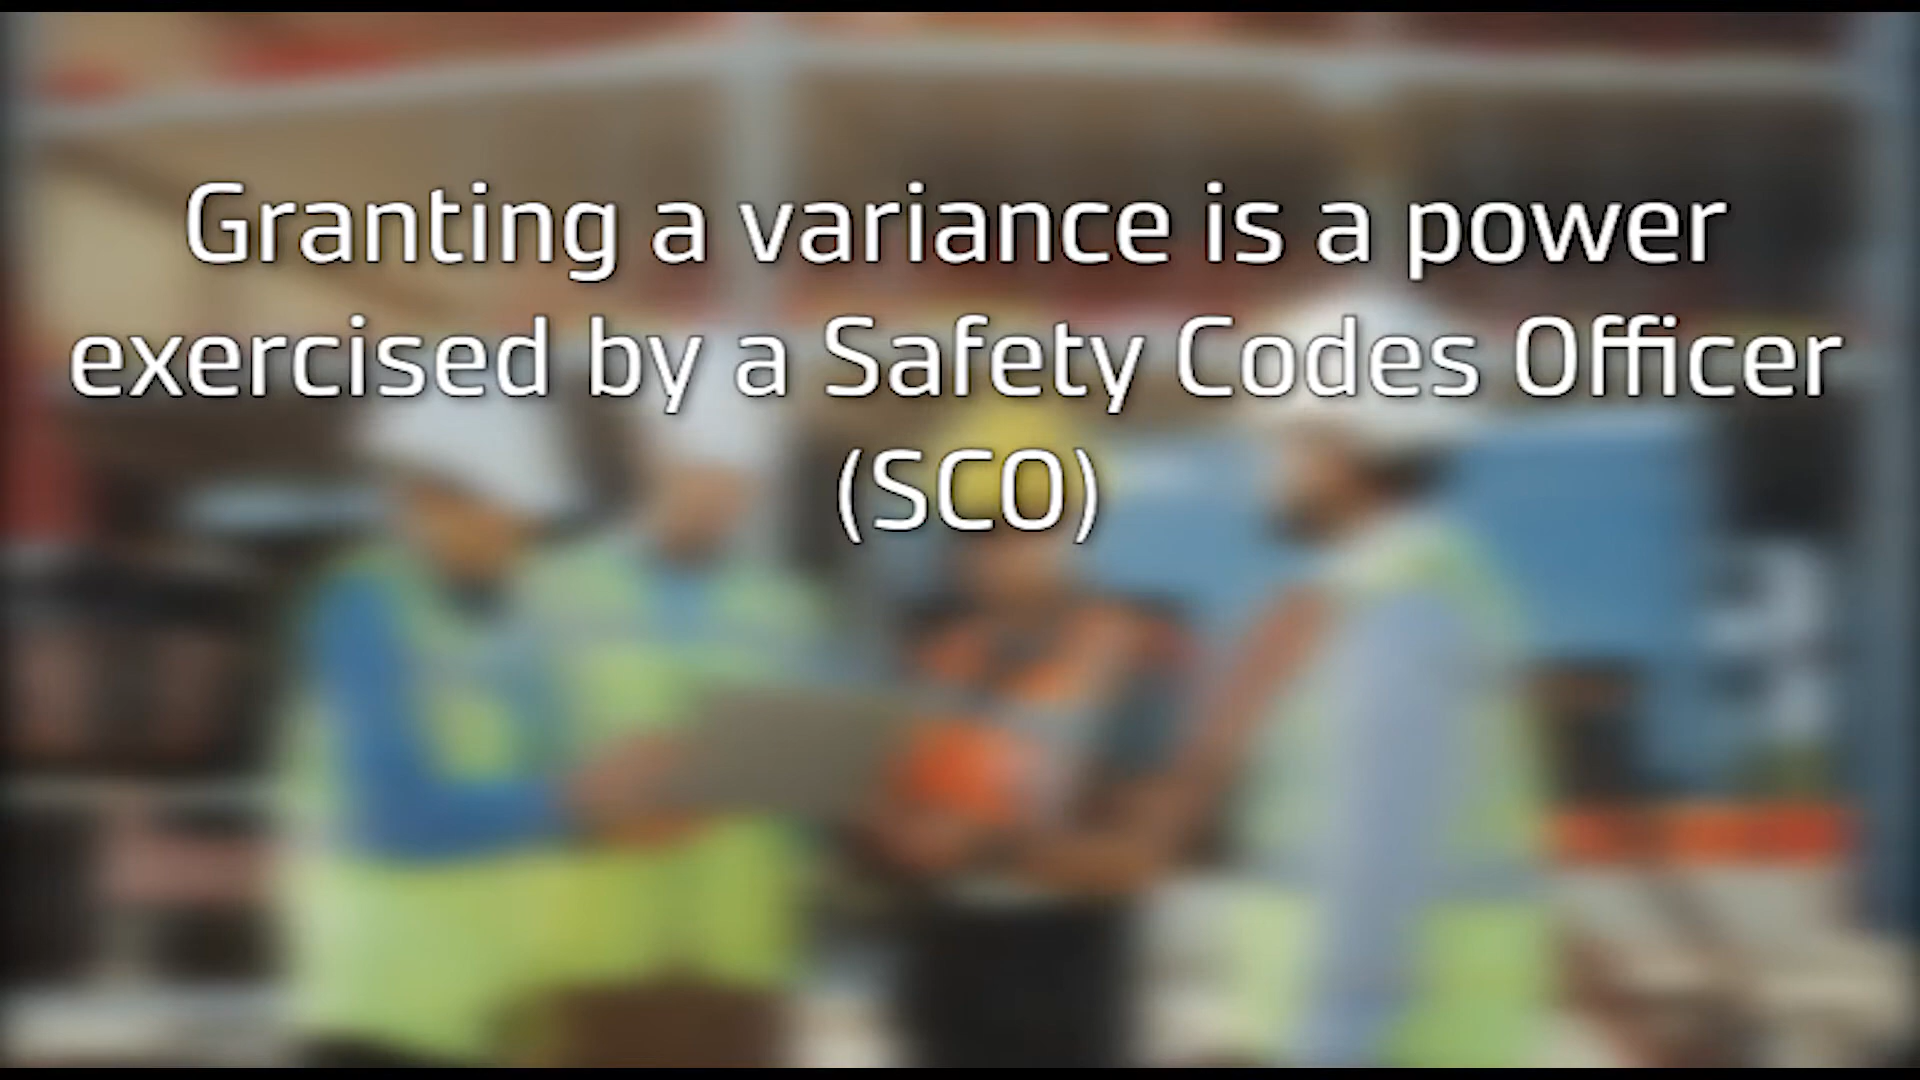 Granting a variance is a power
exercised by a Safety Codes Officer
(SCO)